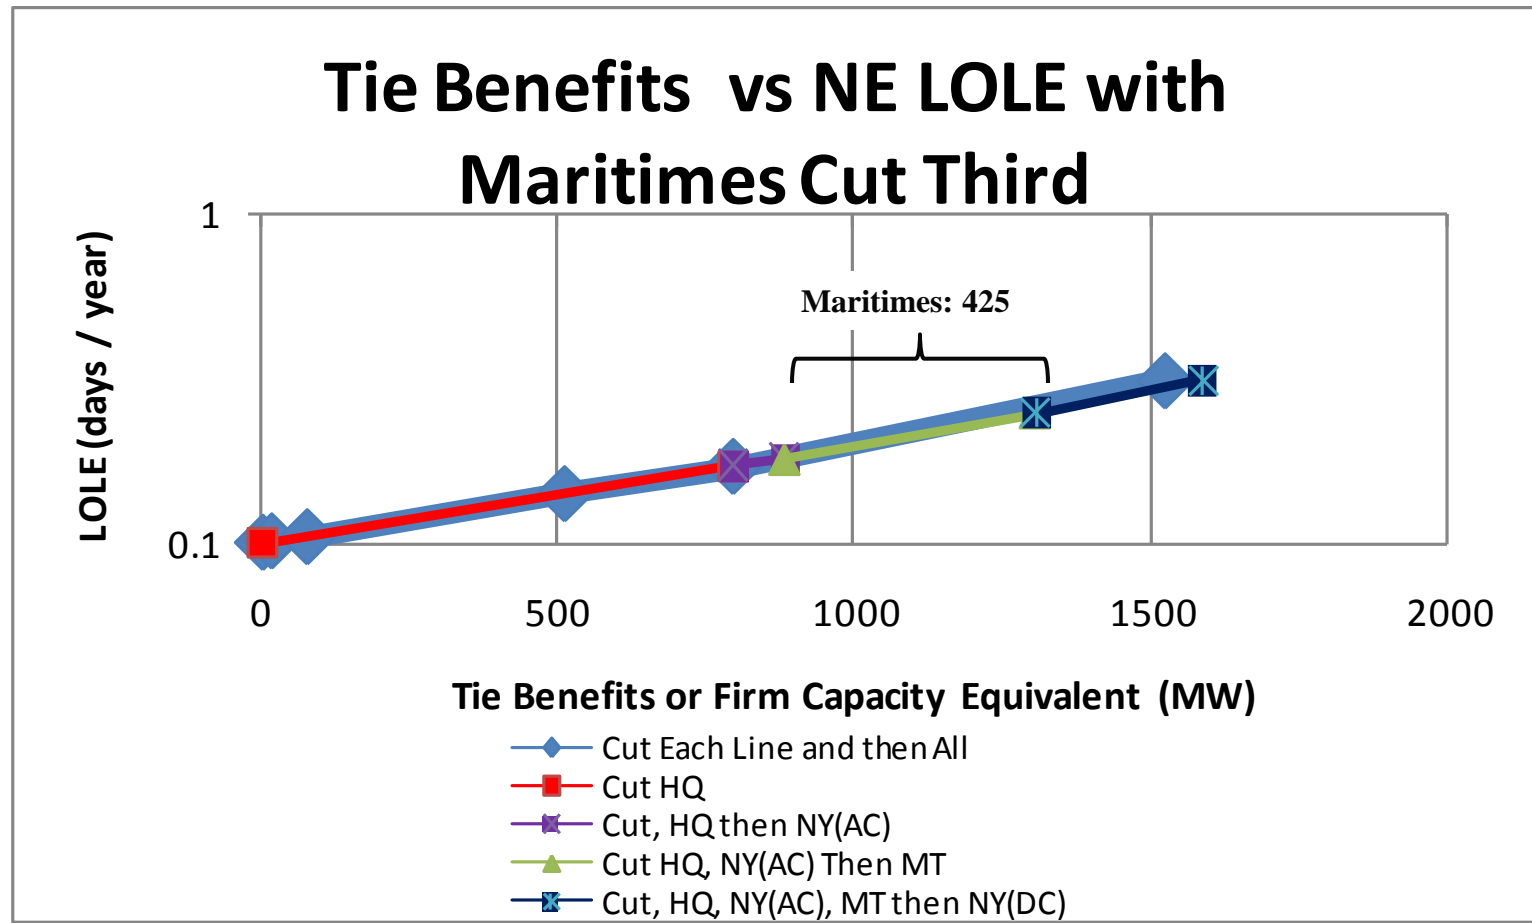 Tie Benefits vs NE LOLE with
Maritimes Cut Third
LOLE (days / year)
1
0.1
Maritimes: 425
0 500 1000 1500 2000
Tie Benefits or Firm Capacity Equivalent (MW)
Cut Each Line and then All
Cut HQ
Cut, HQ then NY(AC)
Cut HQ, NY(AC) Then MT
Cut, HQ, NY(AC), MT then NY(DC)